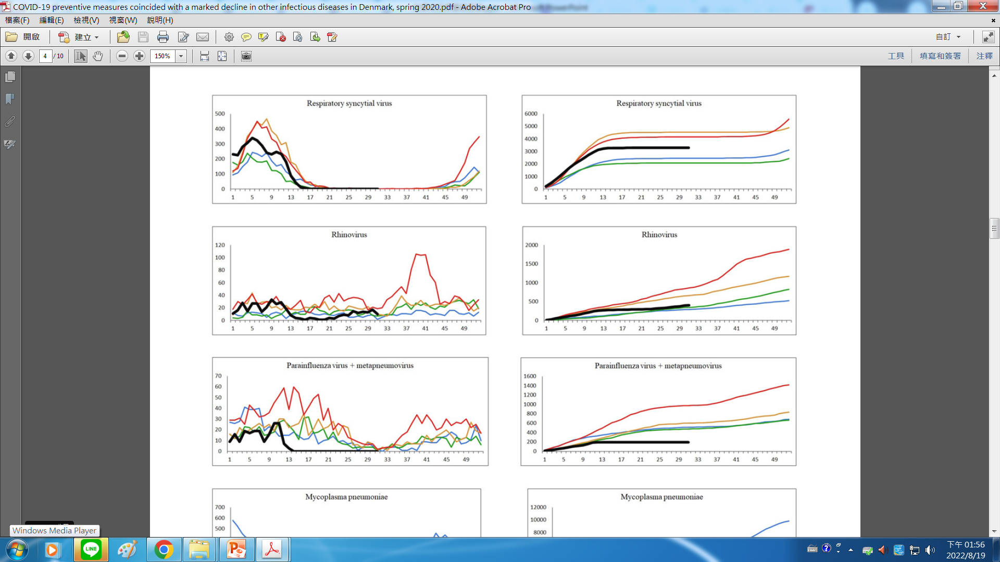 COVID-19 preventive measures coincided with a marked decline in other infectious diseases in Denmark, spring 2020.pdf - Adobe Acrobat Pro
檔案(F) 編輯(E) 檢視(V) 視窗(W) 說明(H)
開啟 建立 自訂
4 / 10 150% 工具 填寫和簽署 注釋
Respiratory syncytial virus
500
400
300
200
100
0
1 5 9 13 17 21 25 29 33 37 41 45 49
Respiratory syncytial virus
6000
5000
4000
3000
2000
1000
0
1 5 9 13 17 21 25 29 33 37 41 45 49
Rhinovirus
120
100
80
60
40
20
0
1 5 9 13 17 21 25 29 33 37 41 45 49
Rhinovirus
2000
1500
1000
500
0
1 5 9 13 17 21 25 29 33 37 41 45 49
Parainfluenza virus + metapneumovirus
70
60
50
40
30
20
10
0
1 5 9 13 17 21 25 29 33 37 41 45 49
Parainfluenza virus + metapneumovirus
1600
1400
1200
1000
800
600
400
200
0
1 5 9 13 17 21 25 29 33 37 41 45 49
Mycoplasma pneumoniae
700
600
500
Mycoplasma pneumoniae
12000
10000
8000
Windows Media Player
LINE
下午 01:56
2022/8/19